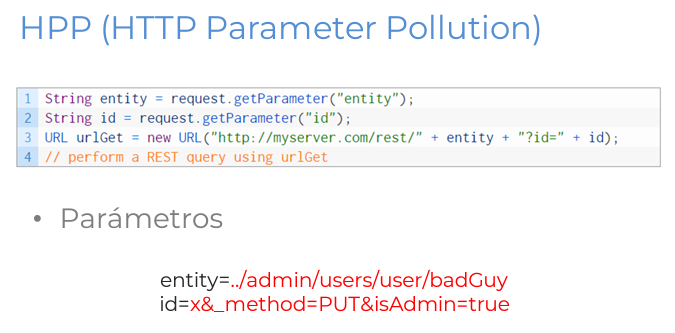 HPP (HTTP Parameter Pollution)
1 String entity = request.getParameter("entity");
2 String id = request.getParameter("id");
3 URL urlGet = new URL("http://myserver.com/rest/" + entity + "?id=" + id);
4 // perform a REST query using urlGet
• Parámetros
entity=../admin/users/user/badGuy
id=x&_method=PUT&isAdmin=true